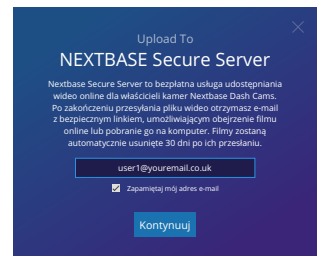 Upload To
NEXTBASE Secure Server
Nextbase Secure Server to bezpłatna usługa udostępniania
wideo online dla właścicieli kamer Nextbase Dash Cams.
Po zakończeniu przesyłania pliku wideo otrzymasz e-mail
z bezpiecznym linkiem, umożliwiającym obejrzenie filmu
online lub pobranie go na komputer. Filmy zostaną
automatycznie usunięte 30 dni po ich przesłaniu.
user1@youremail.co.uk
Zapamiętaj mój adres e-mail
Kontynuuj